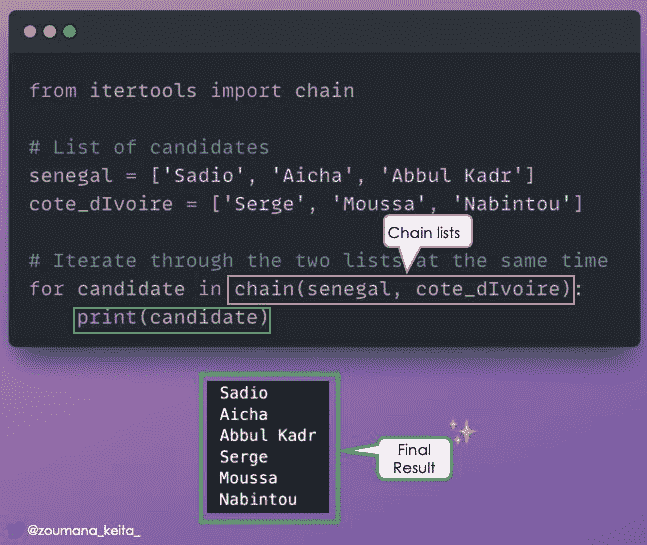 from itertools import chain
# List of candidates
senegal = ['Sadio', 'Aicha', 'Abbul Kadr']
cote_dIvoire = ['Serge', 'Moussa', 'Nabintou']
Chain lists
# Iterate through the two lists at the same time
for candidate in chain(senegal, cote_dIvoire):
print(candidate)
Sadio
Aicha
Abbul Kadr
Serge
Moussa
Nabintou
Final
Result
@zoumana_keita_